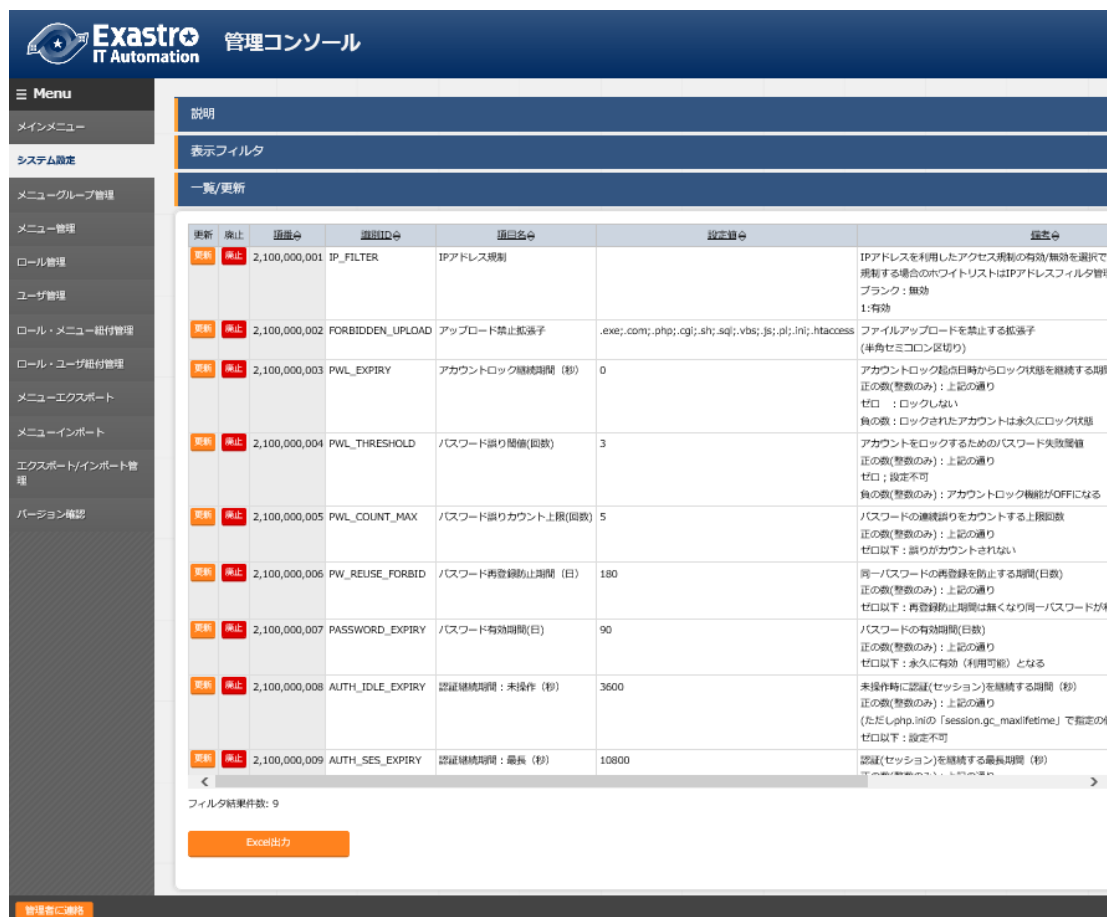 Exastro
IT Automation
管理コンソール
Menu
メインメニュー
システム設定
メニューグループ管理
メニュー管理
ロール管理
ユーザ管理
ロール・メニュー紐付管理
ロール・ユーザ紐付管理
メニューエクスポート
メニューインポート
エクスポート/インポート管
理
バージョン確認
説明
表示フィルタ
一覧/更新
更新 廃止 項番 識別ID 項目名 設定値 備考
更新 廃止 2,100,000,001 IP_FILTER IPアドレス規制 IPアドレスを利用したアクセス規制の有効/無効を選択で
規制する場合のホワイトリストはIPアドレスフィルタ管理
ブランク : 無効
1:有効
更新 廃止 2,100,000,002 FORBIDDEN_UPLOAD アップロード禁止拡張子 .exe;.com;.php;.cgi;.sh;.sql;.vbs;.js;.pl;.ini;.htaccess ファイルアップロードを禁止する拡張子
(半角セミコロン区切り)
更新 廃止 2,100,000,003 PWL_EXPIRY アカウントロック継続期間（秒） 0 アカウントロック起点日時からロック状態を継続する期間
正の数(整数のみ) : 上記の通り
ゼロ : ロックしない
負の数 : ロックされたアカウントは永久にロック状態
更新 廃止 2,100,000,004 PWL_THRESHOLD パスワード誤り閾値(回数) 3 アカウントをロックするためのパスワード失敗閾値
正の数(整数のみ) : 上記の通り
ゼロ ; 設定不可
負の数(整数のみ) : アカウントロック機能がOFFになる
更新 廃止 2,100,000,005 PWL_COUNT_MAX パスワード誤りカウント上限(回数) 5 パスワードの連続誤りをカウントする上限回数
正の数(整数のみ) : 上記の通り
ゼロ以下 : 誤りがカウントされない
更新 廃止 2,100,000,006 PW_REUSE_FORBID パスワード再登録防止期間（日） 180 同一パスワードの再登録を防止する期間(日数)
正の数(整数のみ) : 上記の通り
ゼロ以下 : 再登録防止期間は無くなり同一パスワードが
更新 廃止 2,100,000,007 PASSWORD_EXPIRY パスワード有効期間(日) 90 パスワードの有効期間(日数)
正の数(整数のみ) : 上記の通り
ゼロ以下 : 永久に有効（利用可能）となる
更新 廃止 2,100,000,008 AUTH_IDLE_EXPIRY 認証継続期間 : 未操作（秒） 3600 未操作時に認証(セッション)を継続する期間（秒）
正の数(整数のみ) : 上記の通り
(ただしphp.iniの「session.gc_maxlifetime」で指定の
ゼロ以下 : 設定不可
更新 廃止 2,100,000,009 AUTH_SES_EXPIRY 認証継続期間 : 最長（秒） 10800 認証(セッション)を継続する最長期間（秒）
フィルタ結果件数: 9
Excel出力
管理者に連絡